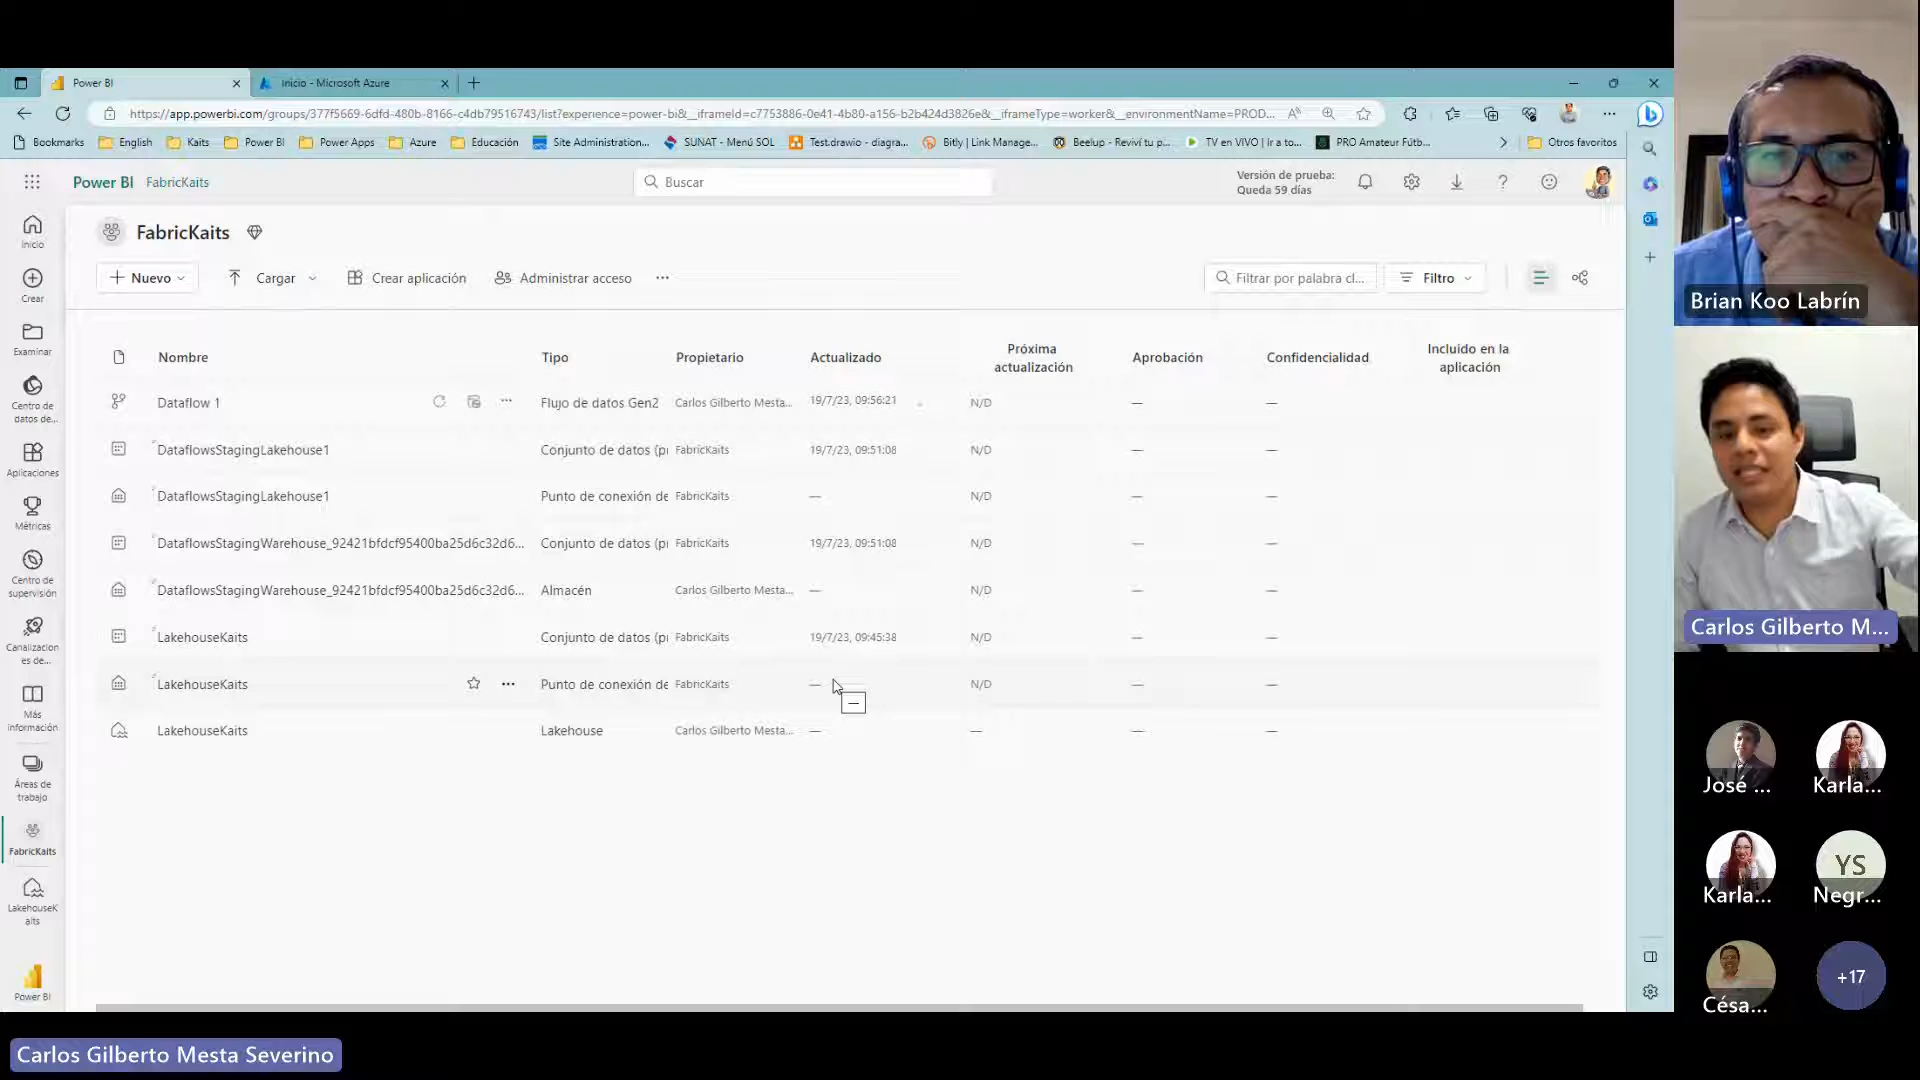 Power BI
Inicio - Microsoft Azure
https://app.powerbi.com/groups/377f5669-6dfd-480b-8166-c4db79516743/list?experience=power-bi&__iframeId=c7753886-0e41-4b80-a156-b2b424d3826e&__iframeType=worker&__environmentName=PROD...
Bookmarks
English
Kaits
Power BI
Power Apps
Azure
Educación
Site Administration...
SUNAT - Menú SOL
Test.drawio - diagra...
Bitly | Link Manage...
Beelup - Reviví tu p...
TV en VIVO | Ir a to...
PRO Amateur Fútb...
Otros favoritos
Power BI FabricKaits
Buscar
Versión de prueba:
Queda 59 días
FabricKaits
Nuevo
Cargar
Crear aplicación
Administrar acceso
Filtrar por palabra cl...
Filtro
Inicio
Crear
Examinar
Centro de
datos de...
Aplicaciones
Métricas
Centro de
supervisión
Canalizacion
es de...
Más
información
Áreas de
trabajo
FabricKaits
LakehouseK
aits
Power BI
Nombre Tipo Propietario Actualizado Próxima actualización Aprobación Confidencialidad Incluido en la aplicación
Dataflow 1 Flujo de datos Gen2 Carlos Gilberto Mesta... 19/7/23, 09:56:21 N/D — —
DataflowsStagingLakehouse1 Conjunto de datos (pr FabricKaits 19/7/23, 09:51:08 N/D — —
DataflowsStagingLakehouse1 Punto de conexión de FabricKaits — N/D — —
DataflowsStagingWarehouse_92421bfdcf95400ba25d6c32d6... Conjunto de datos (pr FabricKaits 19/7/23, 09:51:08 N/D — —
DataflowsStagingWarehouse_92421bfdcf95400ba25d6c32d6... Almacén Carlos Gilberto Mesta... — N/D — —
LakehouseKaits Conjunto de datos (pr FabricKaits 19/7/23, 09:45:38 N/D — —
LakehouseKaits Punto de conexión de FabricKaits — N/D — —
—
LakehouseKaits Lakehouse Carlos Gilberto Mesta... — — — —
Brian Koo Labrín
Carlos Gilberto M...
José ...
Karla...
Karla...
YS
Negr...
Césa...
+17
Carlos Gilberto Mesta Severino